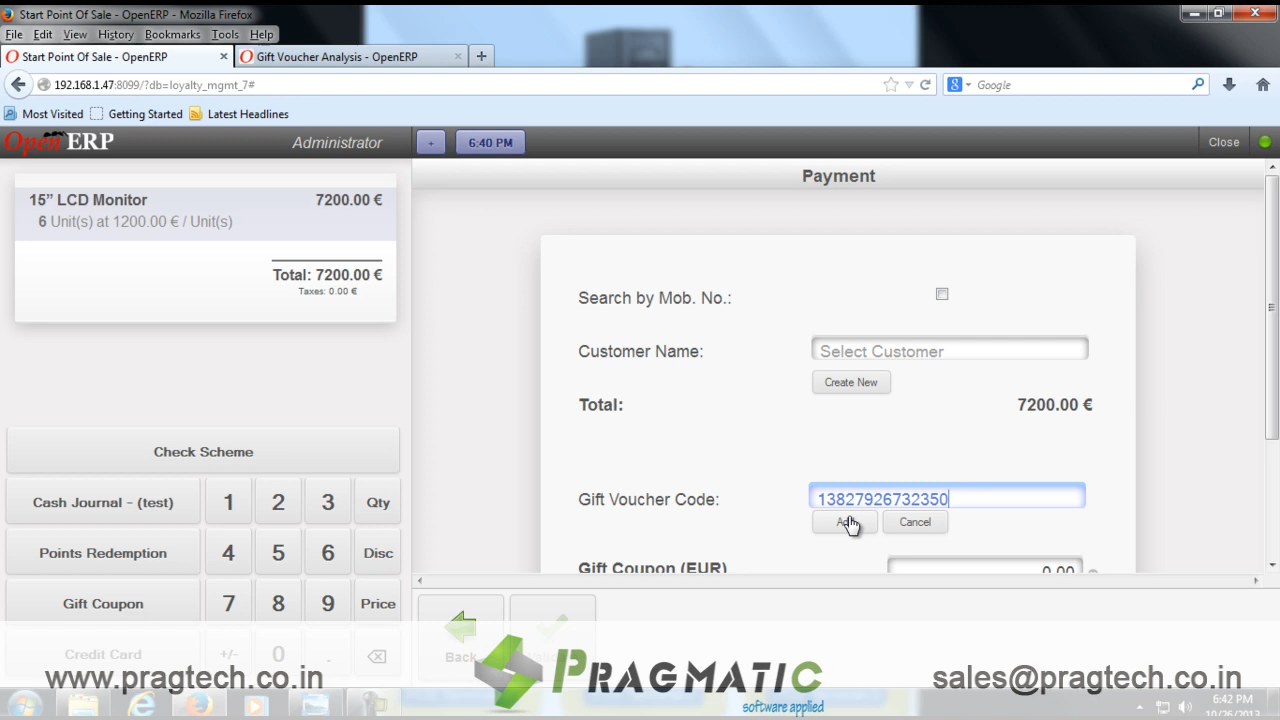 Start Point Of Sale - OpenERP - Mozilla Firefox
File Edit View History Bookmarks Tools Help
Start Point Of Sale - OpenERP
Gift Voucher Analysis - OpenERP
192.168.1.47:8099/?db=loyalty_mgmt_7#
Google
Most Visited Getting Started Latest Headlines
OpenERP
Administrator
+
6:40 PM
Close
Payment
15” LCD Monitor 7200.00 €
6 Unit(s) at 1200.00 € / Unit(s)
Total: 7200.00 €
Taxes: 0.00 €
Search by Mob. No.:
Customer Name: Select Customer
Create New
Total: 7200.00 €
Gift Voucher Code: 13827926732350
Cancel
Gift Coupon (EUR) 0.00
Check Scheme
Cash Journal - (test) 1 2 3 Qty
Points Redemption 4 5 6 Disc
Gift Coupon 7 8 9 Price
Credit Card +/- 0 .
Back
www.pragtech.co.in
PRAGMATIC
software applied
sales@pragtech.co.in
6:42 PM
10/26/2013